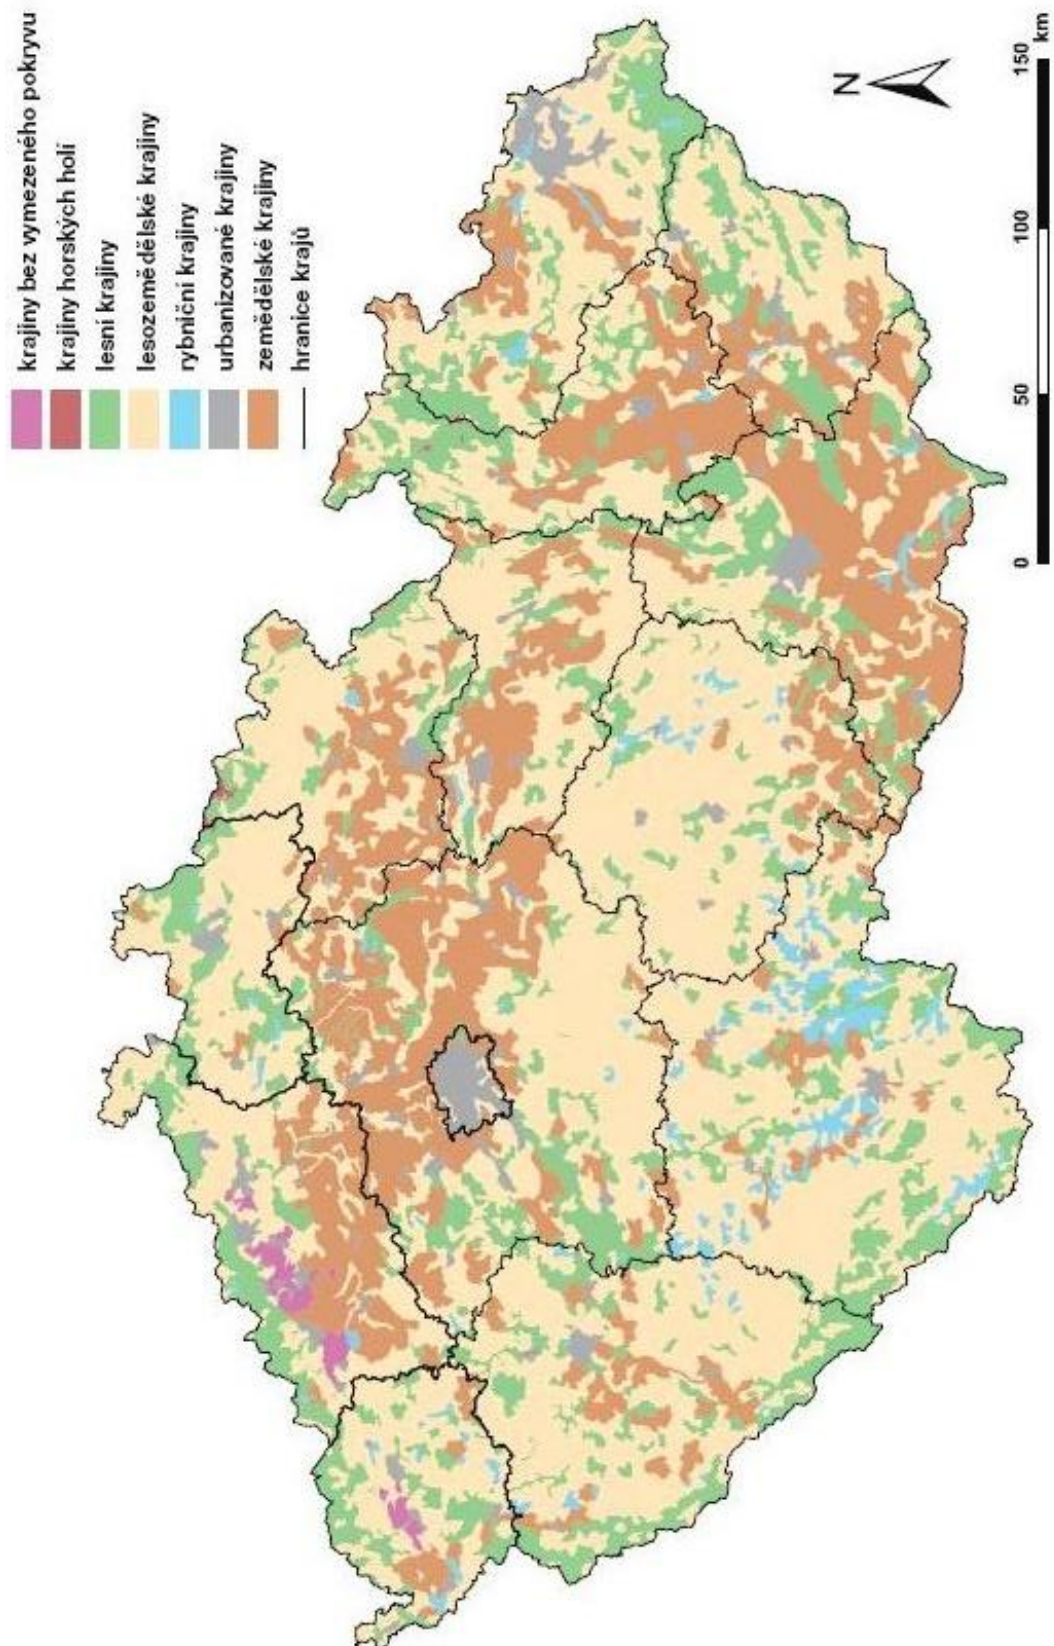 krajiny bez vymezeného pokryvu
krajiny horských holí
lesní krajiny
lesozemědělské krajiny
rybniční krajiny
urbanizované krajiny
zemědělské krajiny
hranice krajů
N
0 50 100 150
km